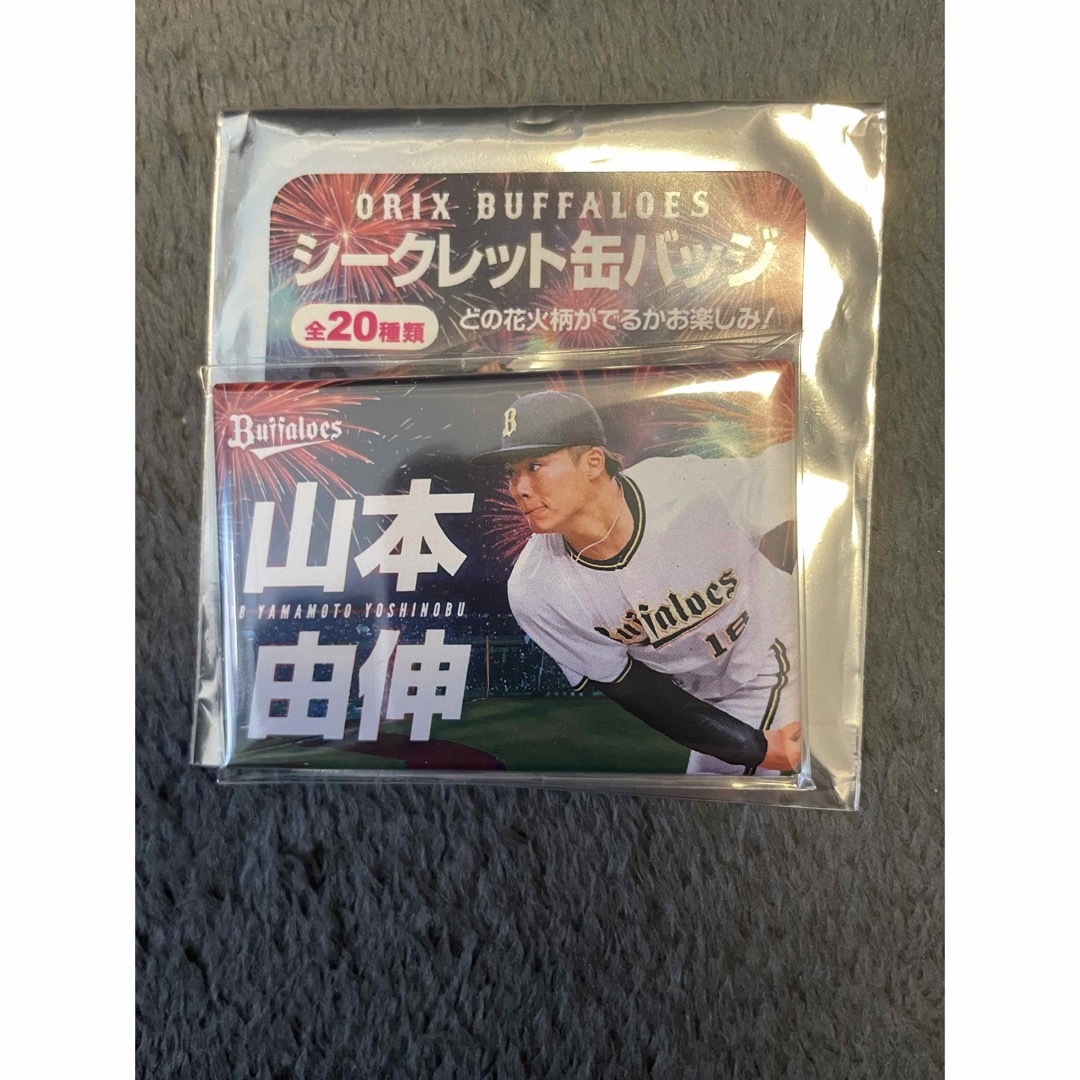 ORIX BUFFALOES
シークレット缶バッジ
全20種類 どの花火柄がでるかお楽しみ!
B
Buffaloes
山本
18 YAMAMOTO YOSHINOBU
由伸
Buffaloes
18